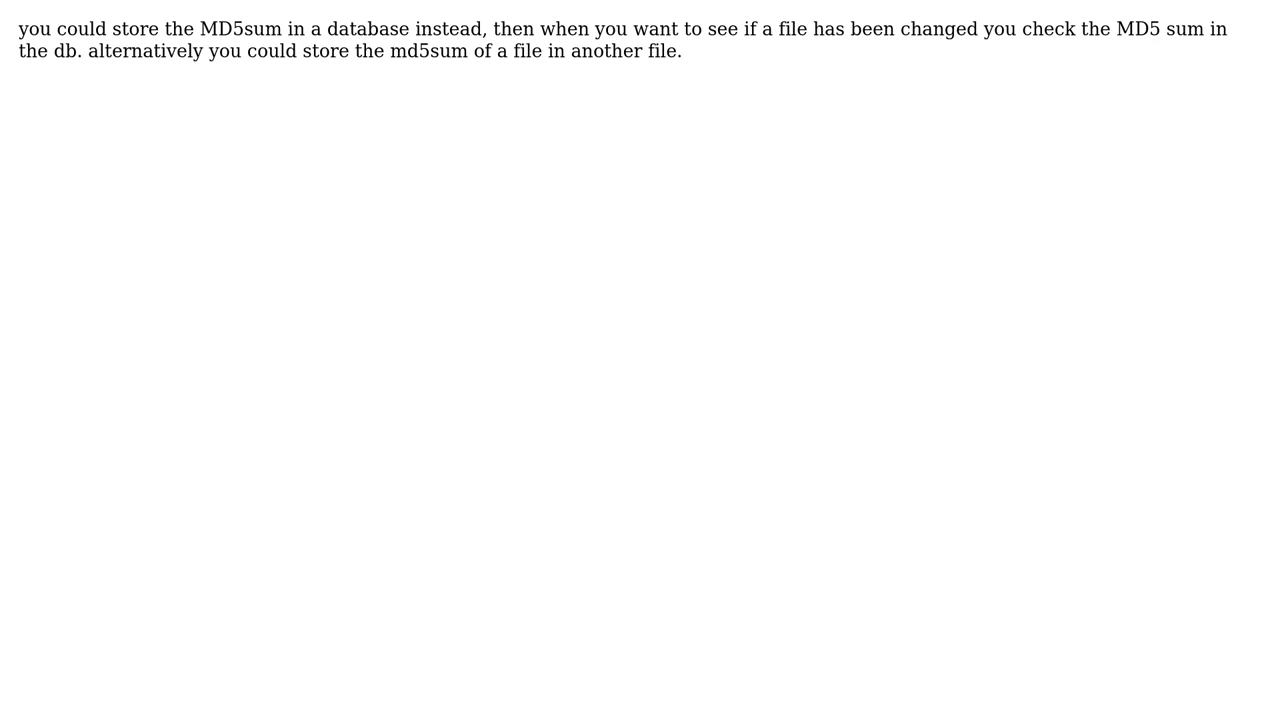 you could store the MD5sum in a database instead, then when you want to see if a file has been changed you check the MD5 sum in
the db. alternatively you could store the md5sum of a file in another file.